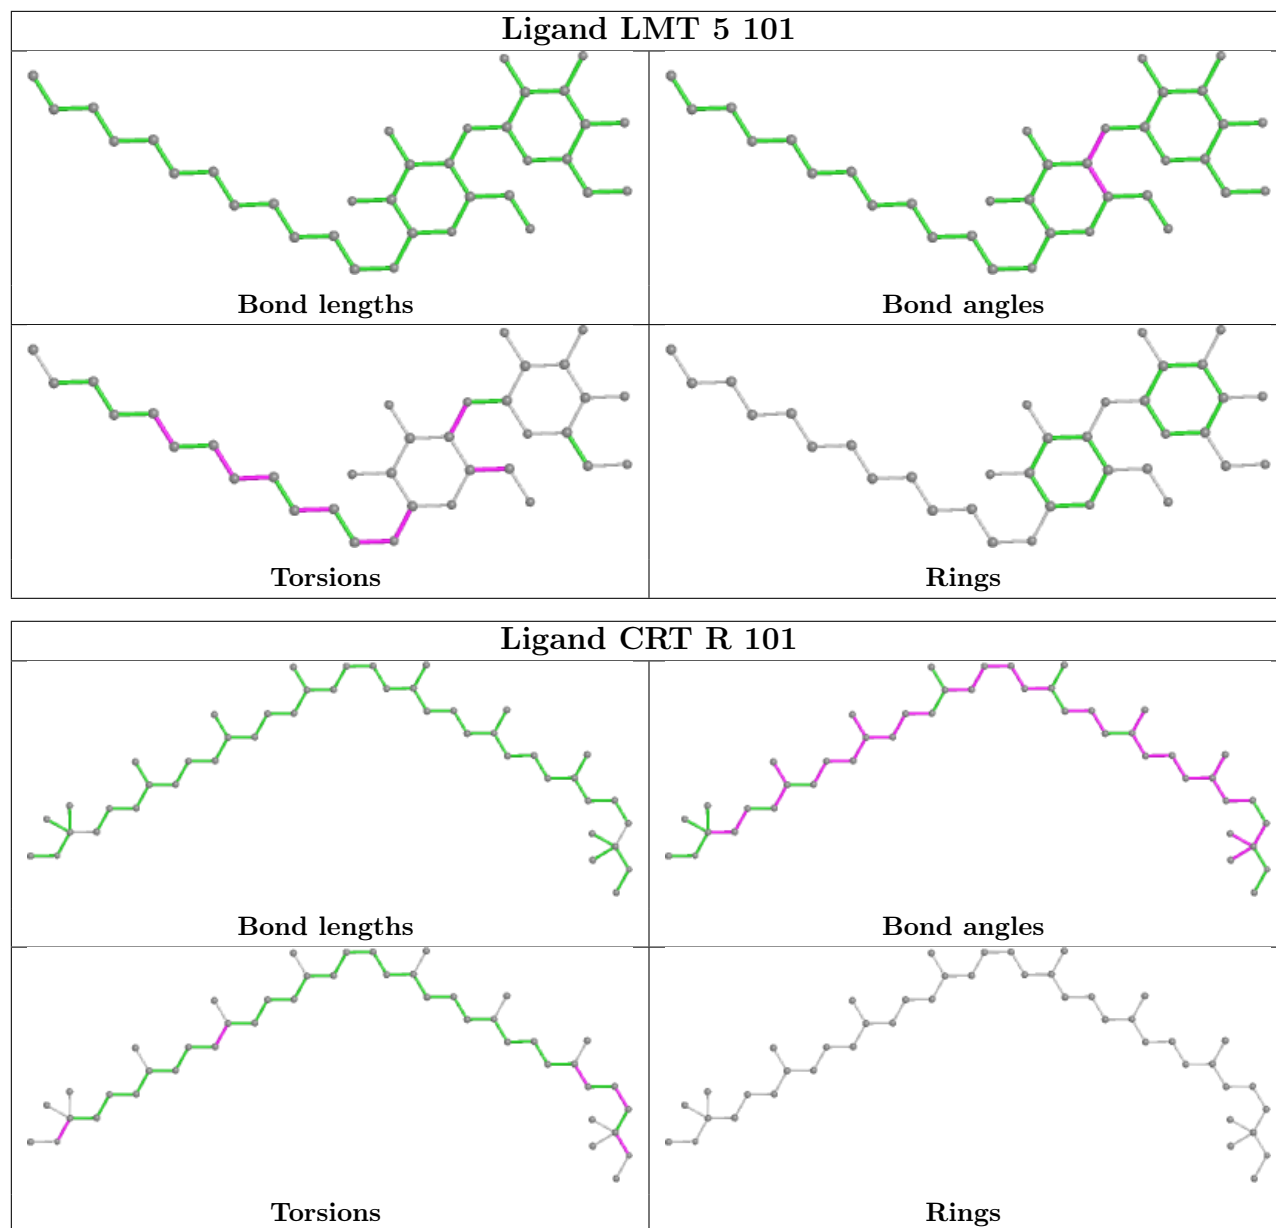 Ligand LMT 5 101
Bond lengths
Bond angles
Torsions
Rings
Ligand CRT R 101
Bond lengths
Bond angles
Torsions
Rings